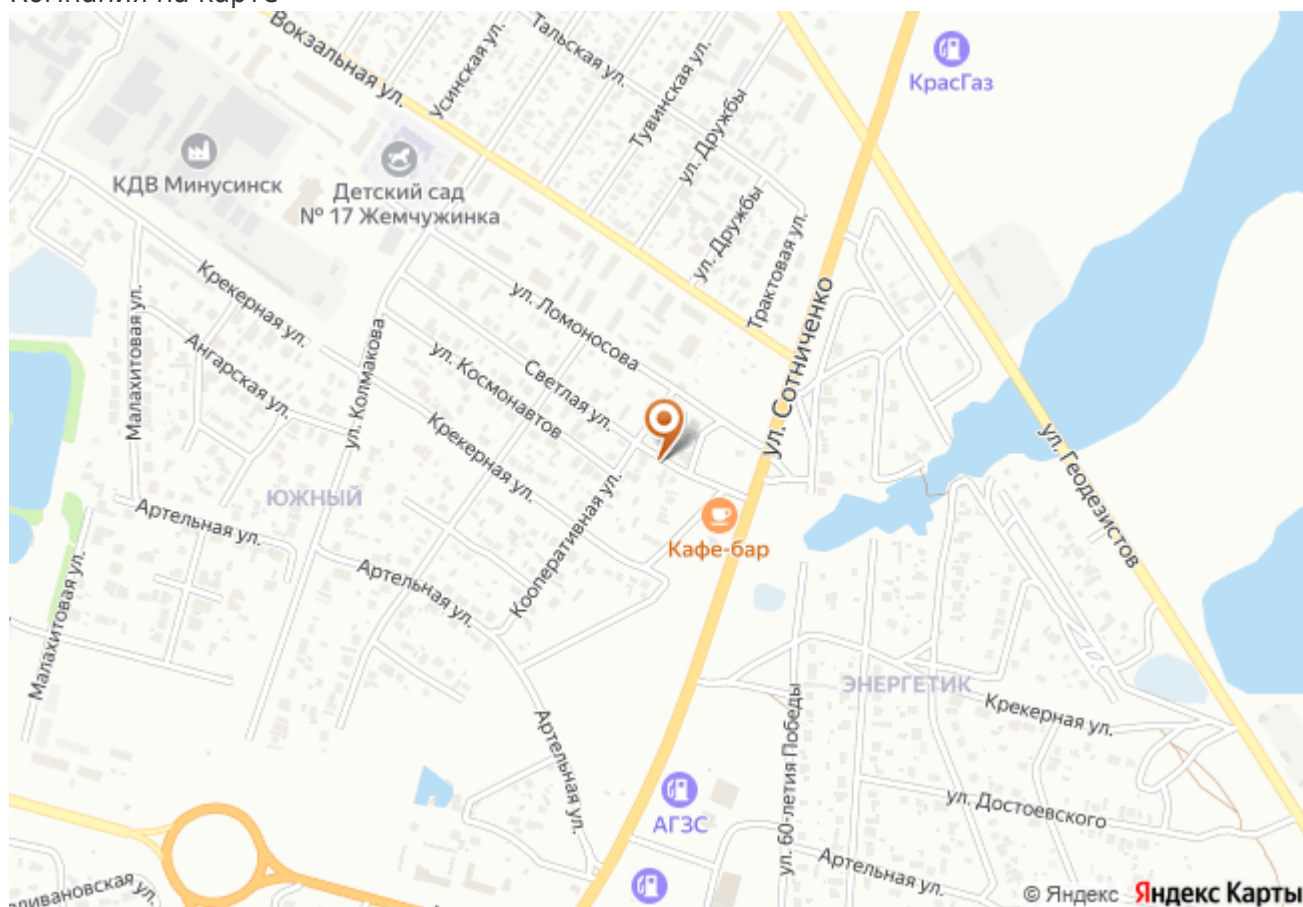 Компания на карте
Вокзальная ул.
Усинская ул.
Тальская ул.
Тувинская ул.
ул. Дружбы
КрасГаз
КДВ Минусинск
Детский сад
№ 17 Жемчужинка
ул. Дружбы
Трактовая ул.
Крекерная ул.
ул. Ломоносова
ул. Сотниченко
Малахитовая ул.
Ангарская ул.
ул. Колмакова
ул. Космонавтов
Светлая ул.
Крекерная ул.
ул. Геодезистов
ЮЖНЫЙ
Артельная ул.
Кооперативная ул.
Кафе-бар
Артельная ул.
Малахитовая ул.
ЭНЕРГЕТИК
Крекерная ул.
Артельная ул.
ул. 60-летия Победы
АГЗС
ул. Достоевского
Артельная ул.
© Яндекс Яндекс Карты